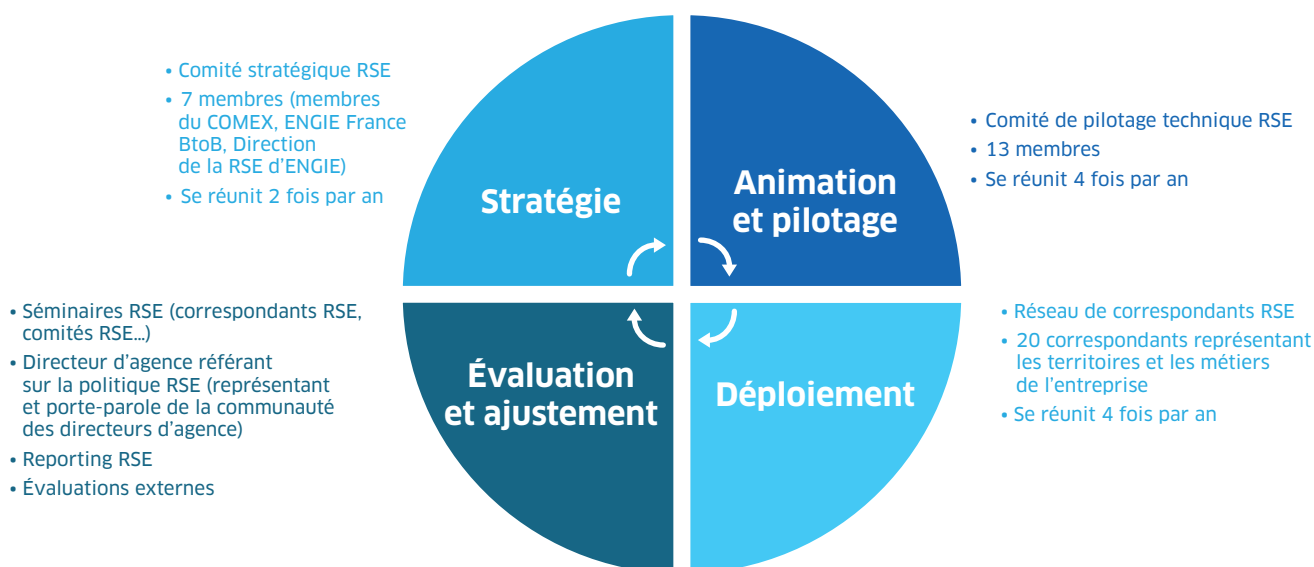 • Comité stratégique RSE
• 7 membres (membres
du COMEX, ENGIE France
BtoB, Direction
de la RSE d'ENGIE)
• Se réunit 2 fois par an
Stratégie
Animation
et pilotage
• Comité de pilotage technique RSE
• 13 membres
• Se réunit 4 fois par an
• Séminaires RSE (correspondants RSE,
comités RSE...)
• Directeur d'agence référant
sur la politique RSE (représentant
et porte-parole de la communauté
des directeurs d'agence)
• Reporting RSE
• Évaluations externes
Évaluation
et ajustement
Déploiement
• Réseau de correspondants RSE
• 20 correspondants représentant
les territoires et les métiers
de l'entreprise
• Se réunit 4 fois par an